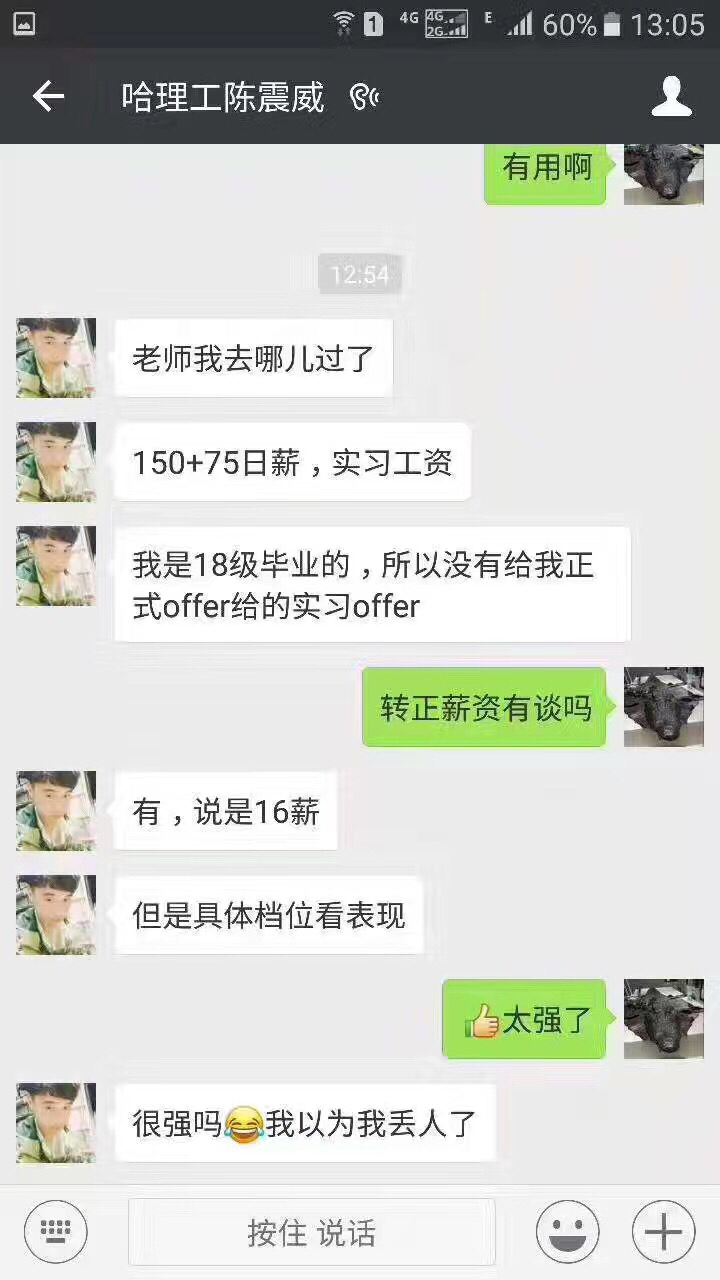 1 4G 4G 2G E 60% 13:05
哈理工陈震威
有用啊
12:54
老师我去哪儿过了
150+75日薪，实习工资
我是18级毕业的，所以没有给我正
式offer给的实习offer
转正薪资有谈吗
有，说是16薪
但是具体档位看表现
👍太强了
很强吗😂我以为我丢人了
按住 说话